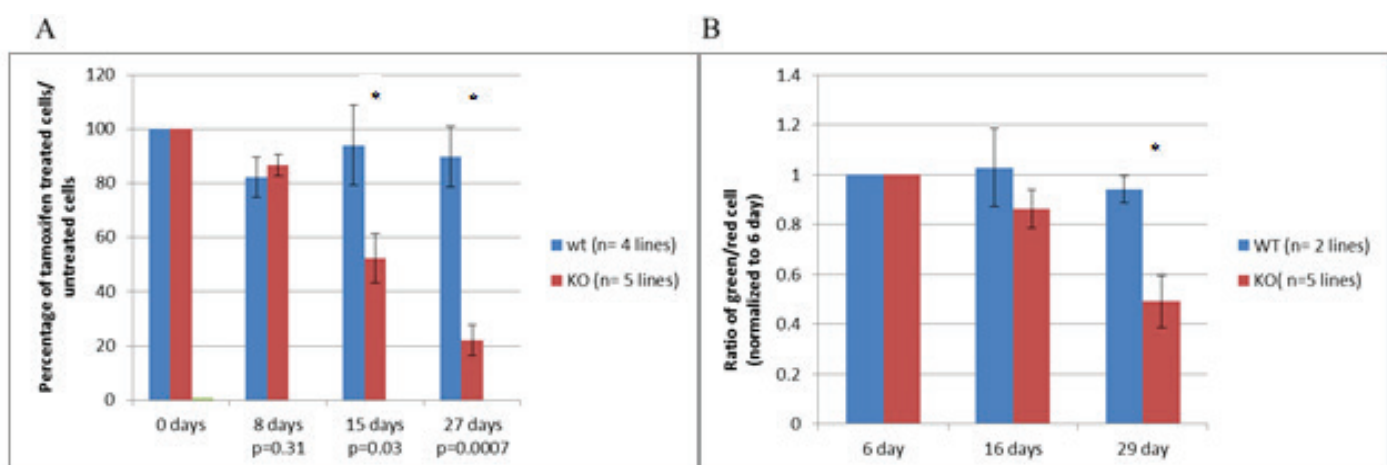 A
Percentage of tamoxifen treated cells/
untreated cells
120
100
80
60
40
20
0
*
*
0 days
8 days
p=0.31
15 days
p=0.03
27 days
p=0.0007
wt (n= 4 lines)
KO (n= 5 lines)
B
Ratio of green/red cell
(normalized to 6 day)
1.4
1.2
1
0.8
0.6
0.4
0.2
0
*
6 day
16 days
29 day
WT (n= 2 lines)
KO( n=5 lines)